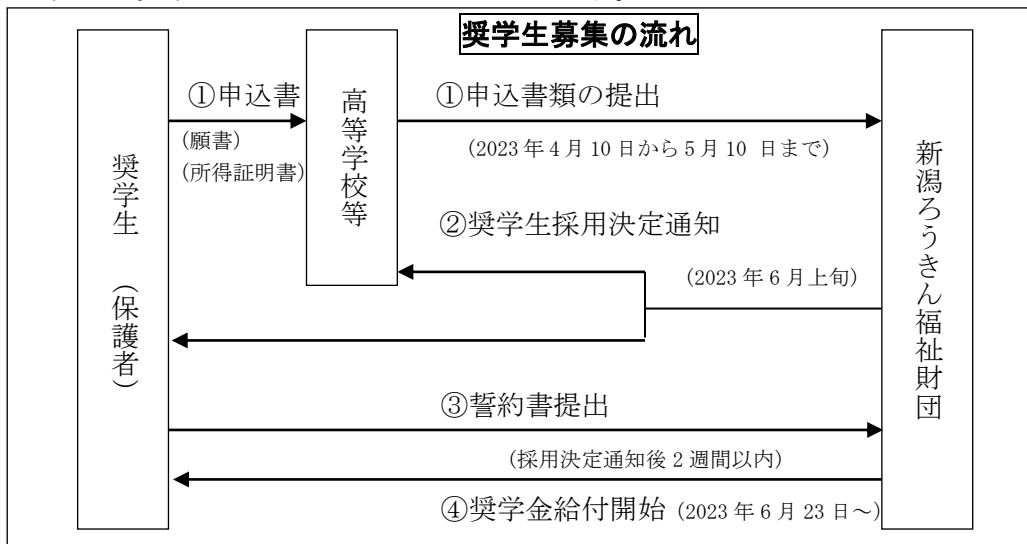 奨学生募集の流れ
①申込書
(願書)
(所得証明書)
高等学校等
①申込書類の提出
(2023年4月10日から5月10 日まで)
奨学生 (保護者)
新潟ろうきん福祉財団
②奨学生採用決定通知
(2023年6月上旬)
③誓約書提出
(採用決定通知後2週間以内)
④奨学金給付開始 (2023年6月23日～)